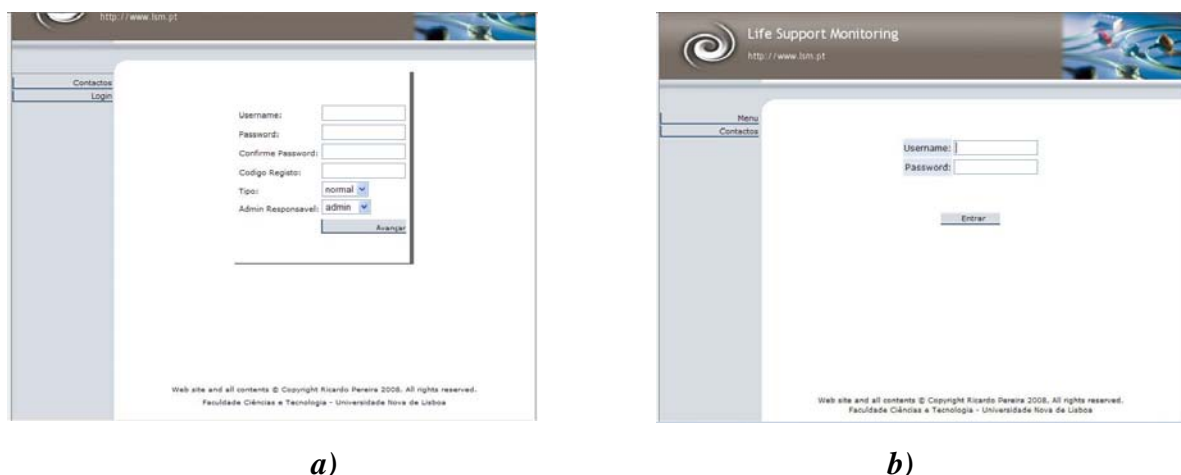 http://www.lsm.pt
Contactos
Login
Username:
Password:
Confirme Password:
Codigo Registo:
Tipo: normal
Admin Responsavel: admin
Avançar
Web site and all contents © Copyright Ricardo Pereira 2008, All rights reserved.
Faculdade Ciências e Tecnologia - Universidade Nova de Lisboa
a)
Life Support Monitoring
http://www.lsm.pt
Menu
Contactos
Username:
Password:
Entrar
Web site and all contents © Copyright Ricardo Pereira 2008, All rights reserved.
Faculdade Ciências e Tecnologia - Universidade Nova de Lisboa
b)